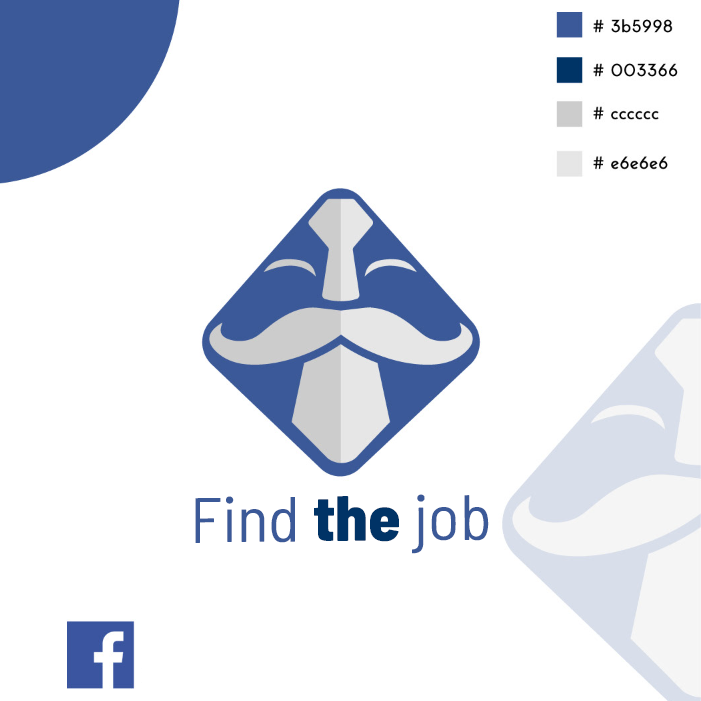 # 3b5998
# 003366
# cccccc
# e6e6e6
Find the job
f